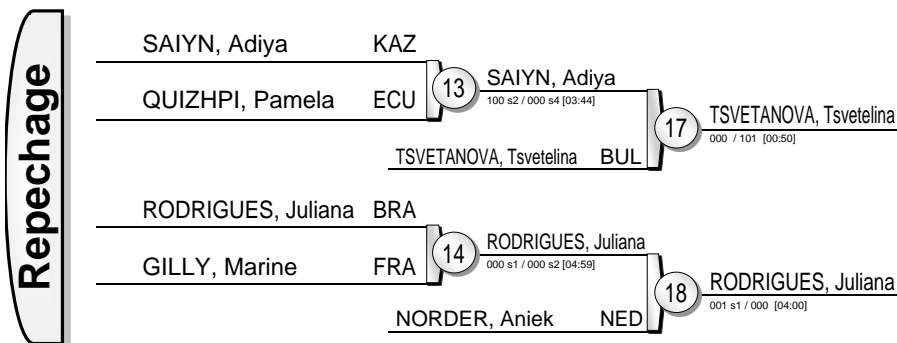 Repechage
SAIYN, Adiya KAZ
QUIZHPI, Pamela ECU
13
SAIYN, Adiya
100 s2 / 000 s4 [03:44]
TSVETANOVA, Tsvetelina BUL
17
TSVETANOVA, Tsvetelina
000 / 101 [00:50]
RODRIGUES, Juliana BRA
GILLY, Marine FRA
14
RODRIGUES, Juliana
000 s1 / 000 s2 [04:59]
NORDER, Aniek NED
18
RODRIGUES, Juliana
001 s1 / 000 [04:00]